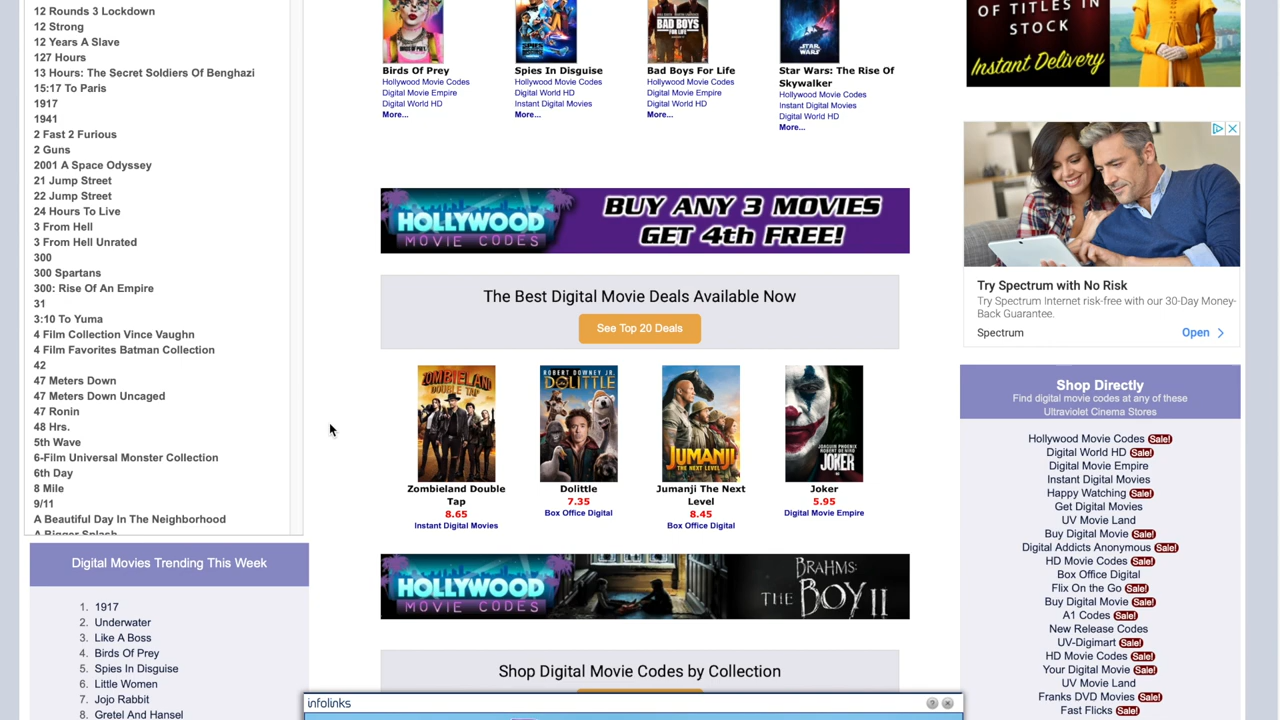 12 Rounds 3 Lockdown
12 Strong
12 Years A Slave
127 Hours
13 Hours: The Secret Soldiers Of Benghazi
15:17 To Paris
1917
1941
2 Fast 2 Furious
2 Guns
2001 A Space Odyssey
21 Jump Street
22 Jump Street
24 Hours To Live
3 From Hell
3 From Hell Unrated
300
300 Spartans
300: Rise Of An Empire
31
3:10 To Yuma
4 Film Collection Vince Vaughn
4 Film Favorites Batman Collection
42
47 Meters Down
47 Meters Down Uncaged
47 Ronin
48 Hrs.
5th Wave
6-Film Universal Monster Collection
6th Day
8 Mile
9/11
A Beautiful Day In The Neighborhood
A Bigger Splash
Digital Movies Trending This Week
1. 1917
2. Underwater
3. Like A Boss
4. Birds Of Prey
5. Spies In Disguise
6. Little Women
7. Jojo Rabbit
8. Gretel And Hansel
BIRDS OF PREY
BAD BOYS
FOR LIFE
STAR WARS
Birds Of Prey
Hollywood Movie Codes
Digital Movie Empire
Digital World HD
More...
Spies In Disguise
Hollywood Movie Codes
Digital World HD
Instant Digital Movies
More...
Bad Boys For Life
Hollywood Movie Codes
Digital Movie Empire
Digital World HD
More...
Star Wars: The Rise Of
Skywalker
Hollywood Movie Codes
Instant Digital Movies
Digital World HD
More...
HOLLYWOOD
MOVIE CODES
BUY ANY 3 MOVIES
GET 4th FREE!
The Best Digital Movie Deals Available Now
See Top 20 Deals
ZOMBIELAND
DOUBLE TAP
ROBERT DOWNEY JR.
DOLITTLE
JUMANJI
THE NEXT LEVEL
JOAQUIN PHOENIX
ROBERT DE NIRO
JOKER
Zombieland Double
Tap
8.65
Instant Digital Movies
Dolittle
7.35
Box Office Digital
Jumanji The Next
Level
8.45
Box Office Digital
Joker
5.95
Digital Movie Empire
HOLLYWOOD
MOVIE CODES
BRAHMS:
THE BOY II
Shop Digital Movie Codes by Collection
infolinks
OF TITLES IN
STOCK
Instant Delivery
Try Spectrum with No Risk
Try Spectrum Internet risk-free with our 30-Day Money-
Back Guarantee.
Spectrum
Open
Shop Directly
Find digital movie codes at any of these
Ultraviolet Cinema Stores
Hollywood Movie Codes Sale!
Digital World HD Sale!
Digital Movie Empire
Instant Digital Movies
Happy Watching Sale!
Get Digital Movies
UV Movie Land
Buy Digital Movie Sale!
Digital Addicts Anonymous Sale!
HD Movie Codes Sale!
Box Office Digital
Flix On the Go Sale!
Buy Digital Movie Sale!
A1 Codes Sale!
New Release Codes
UV-Digimart Sale!
HD Movie Codes Sale!
Your Digital Movie Sale!
UV Movie Land
Franks DVD Movies Sale!
Fast Flicks Sale!